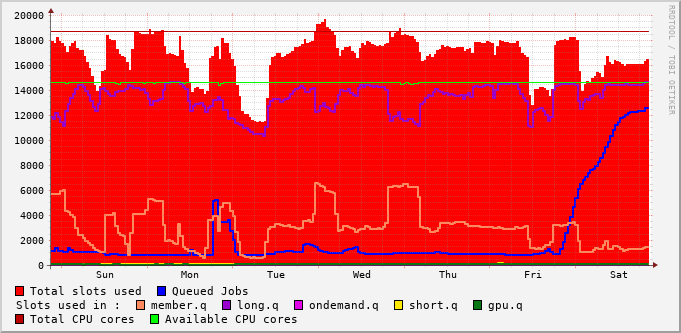 20000
18000
16000
14000
12000
10000
8000
6000
4000
2000
0
Sun Mon Tue Wed Thu Fri Sat
RRDTOOL / TOBI OETIKER
Total slots used Queued Jobs
Slots used in : member.q long.q ondemand.q short.q gpu.q
Total CPU cores Available CPU cores